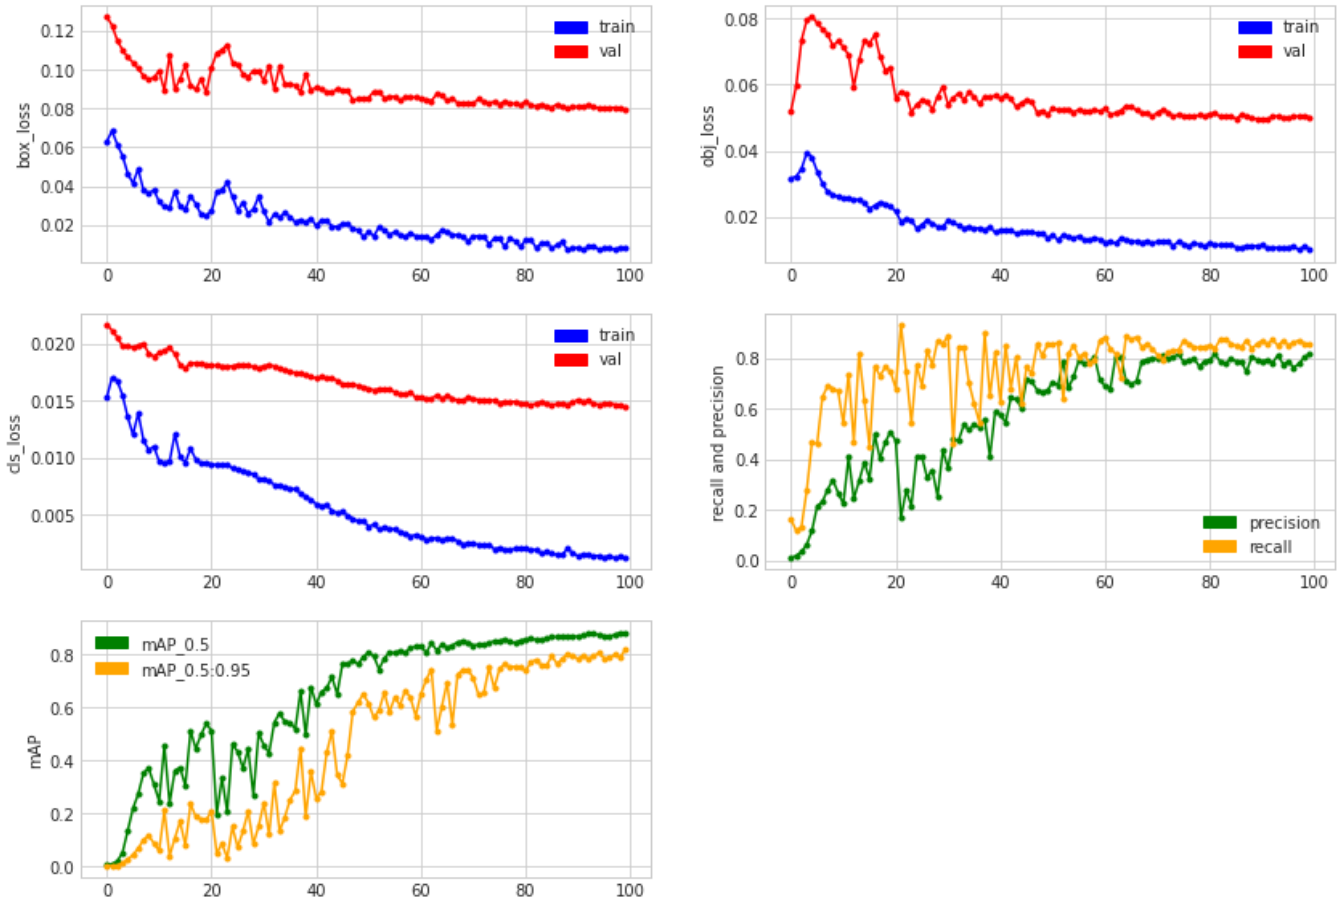 box_loss
0.12
0.10
0.08
0.06
0.04
0.02
train
val
0 20 40 60 80 100
obj_loss
0.08
0.06
0.04
0.02
train
val
0 20 40 60 80 100
cls_loss
0.020
0.015
0.010
0.005
train
val
0 20 40 60 80 100
recall and precision
0.8
0.6
0.4
0.2
0.0
precision
recall
0 20 40 60 80 100
mAP
0.8
0.6
0.4
0.2
0.0
mAP_0.5
mAP_0.5:0.95
0 20 40 60 80 100